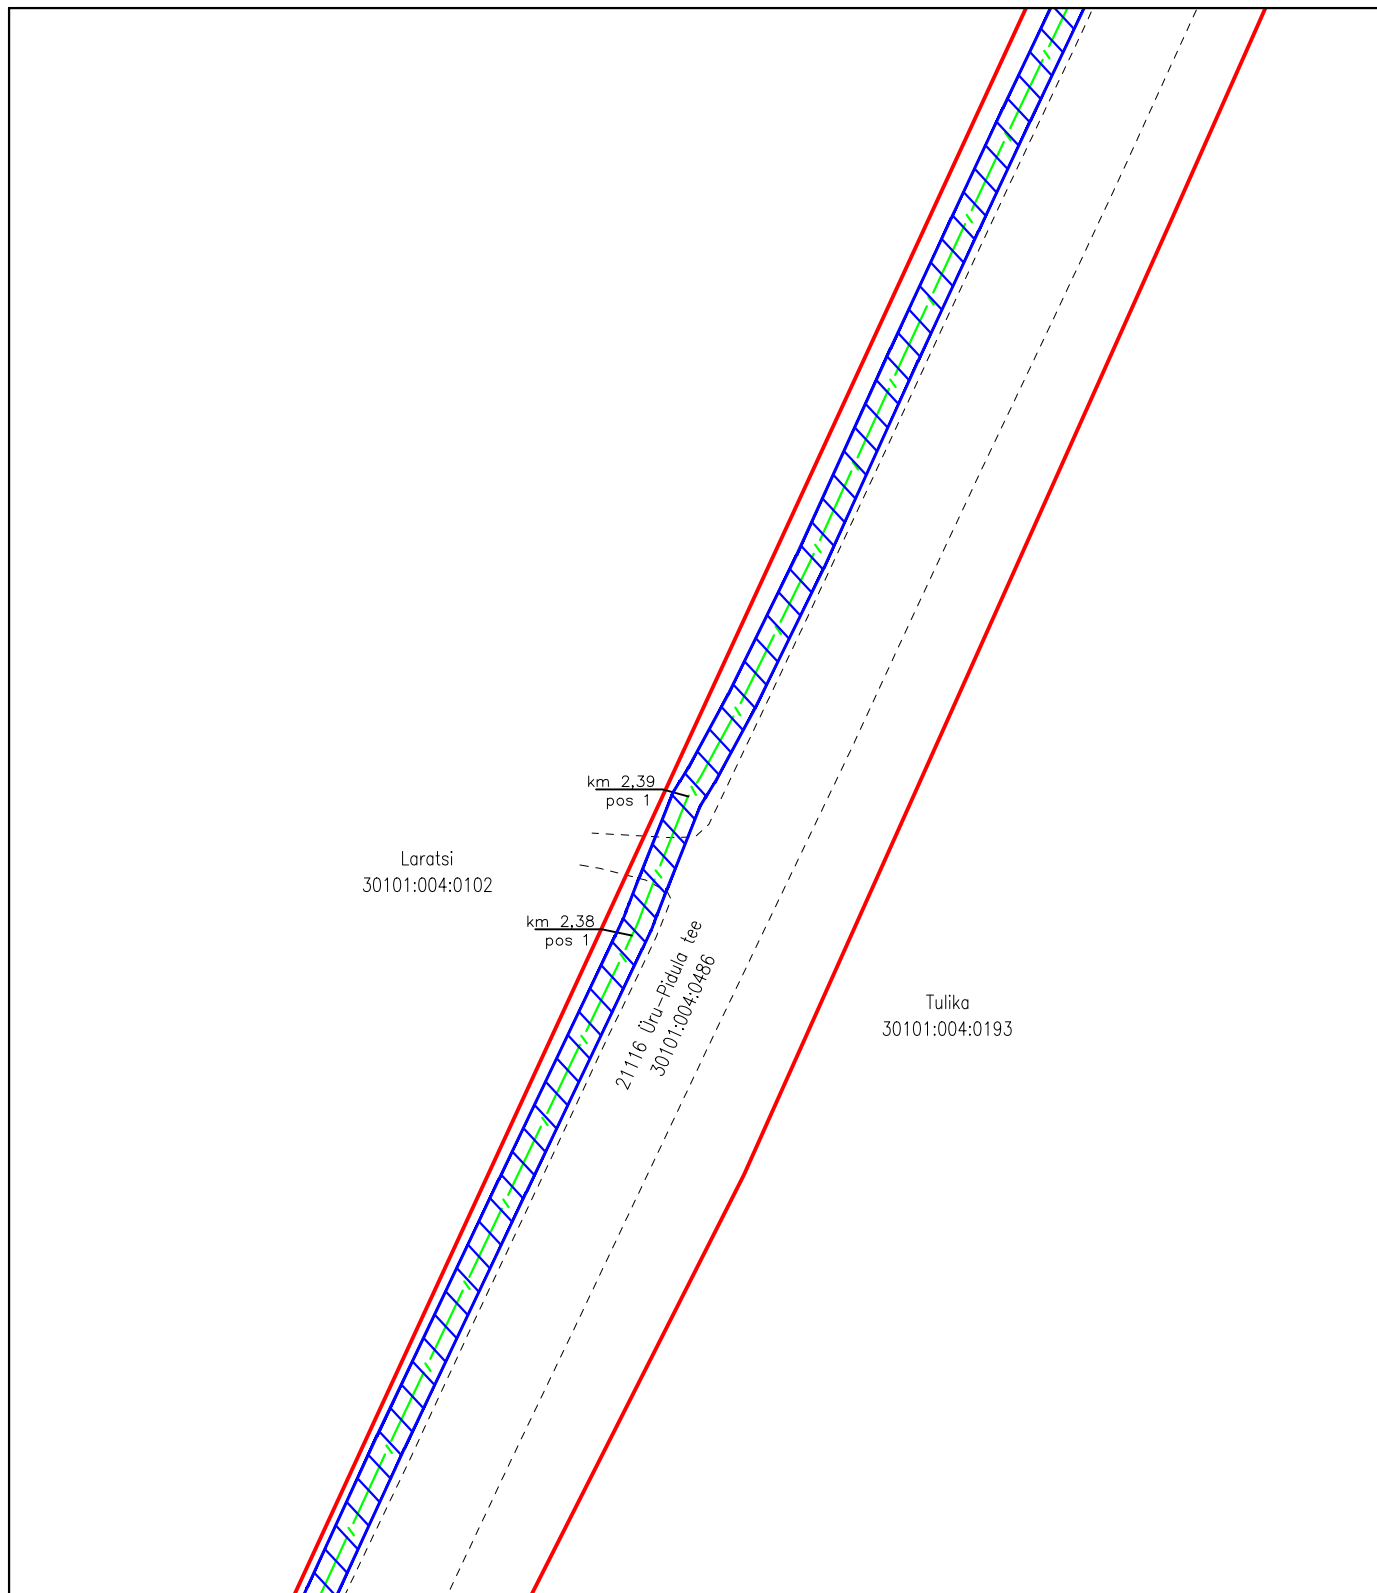 km 2,39
pos 1
Laratsi
30101:004:0102
km 2,38
pos 1
21116 Üru-Pidula tee
30101:004:0486
Tulika
30101:004:0193